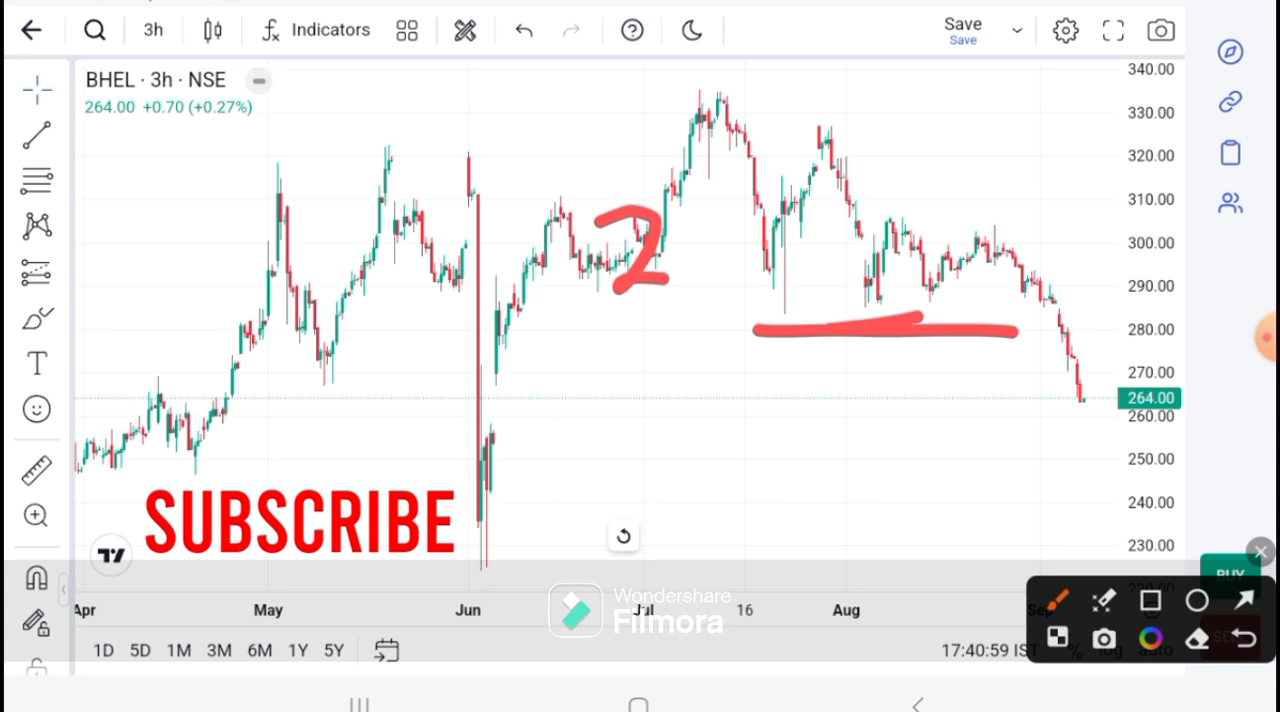 3h
Indicators
Save
Save
BHEL · 3h · NSE
264.00 +0.70 (+0.27%)
340.00
330.00
320.00
310.00
300.00
290.00
280.00
270.00
264.00
260.00
250.00
240.00
230.00
2
SUBSCRIBE
BUY
Wondershare
Filmora
Apr May Jun Jul 16 Aug Sep
1D 5D 1M 3M 6M 1Y 5Y
17:40:59 IST % log auto